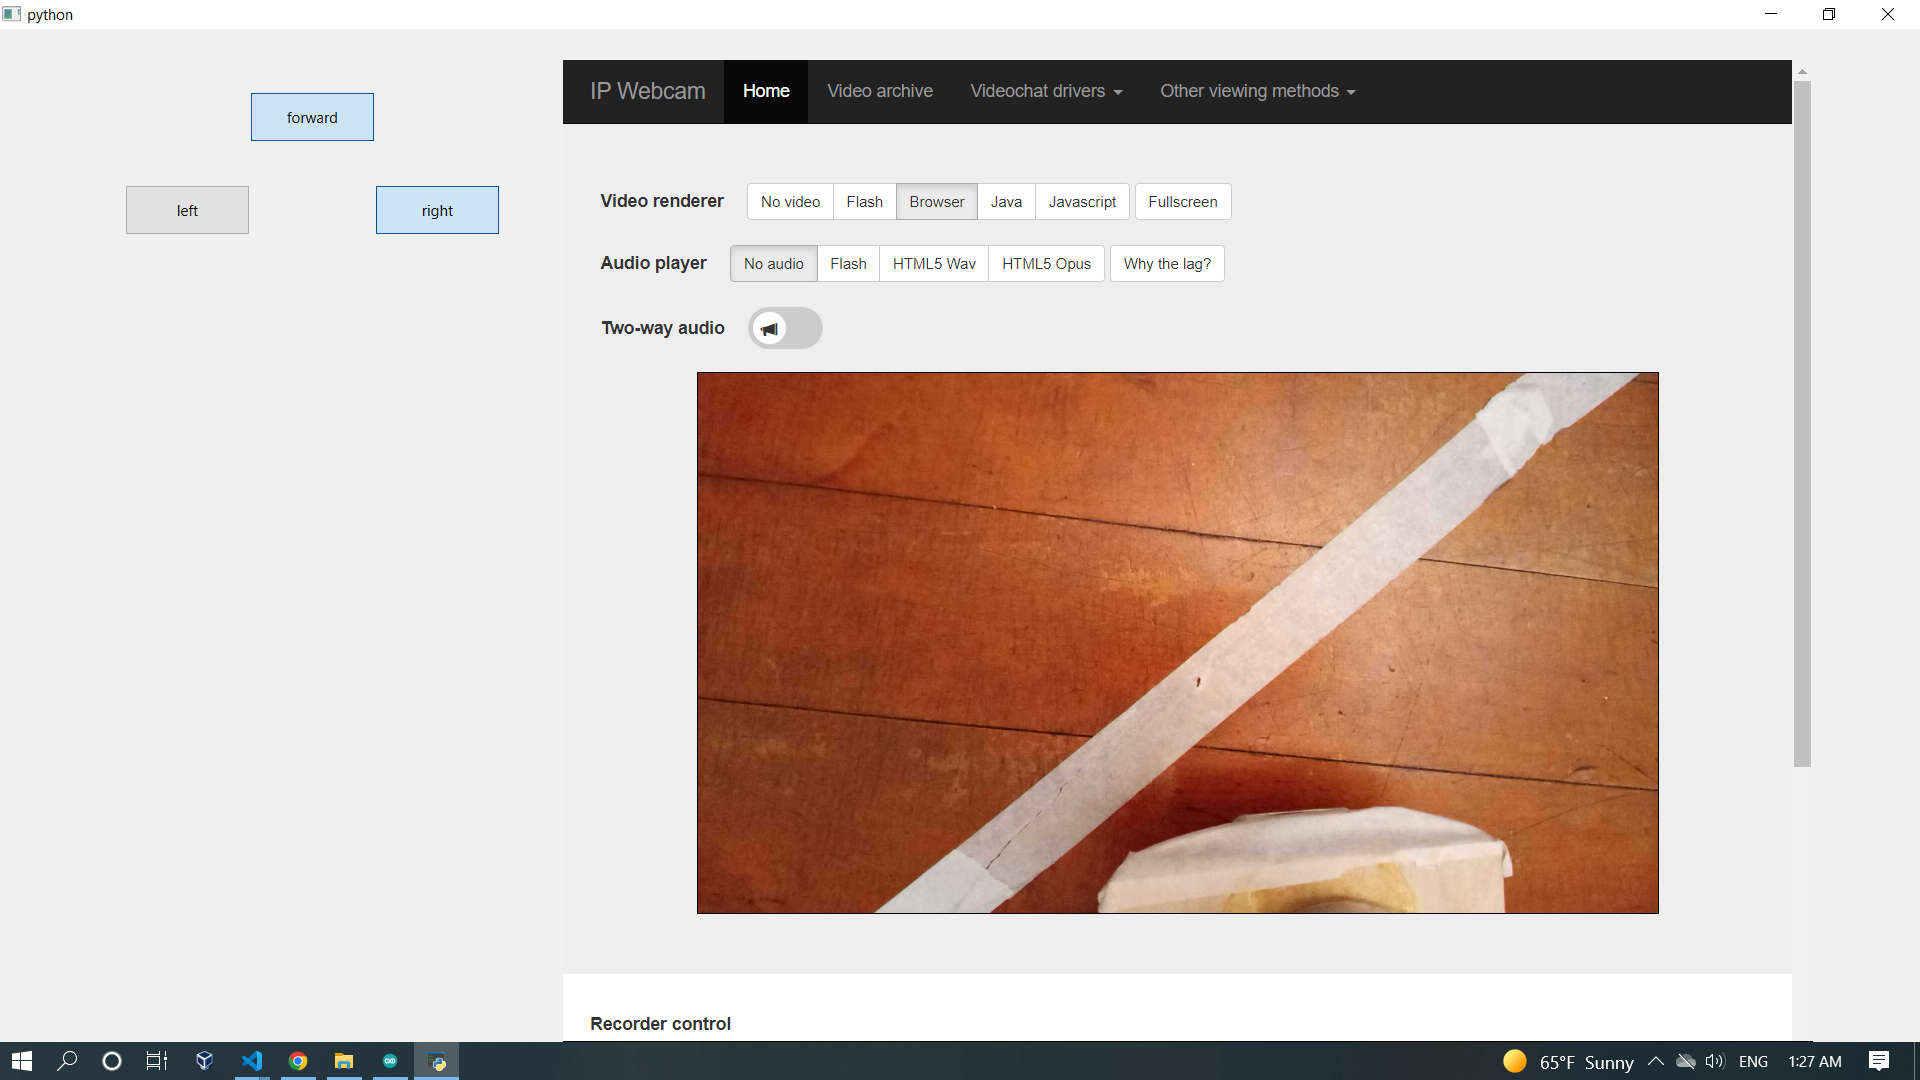 python
forward
left
right
IP Webcam Home Video archive Videochat drivers Other viewing methods
Video renderer No video Flash Browser Java Javascript Fullscreen
Audio player No audio Flash HTML5 Wav HTML5 Opus Why the lag?
Two-way audio
Recorder control
65°F Sunny ENG 1:27 AM